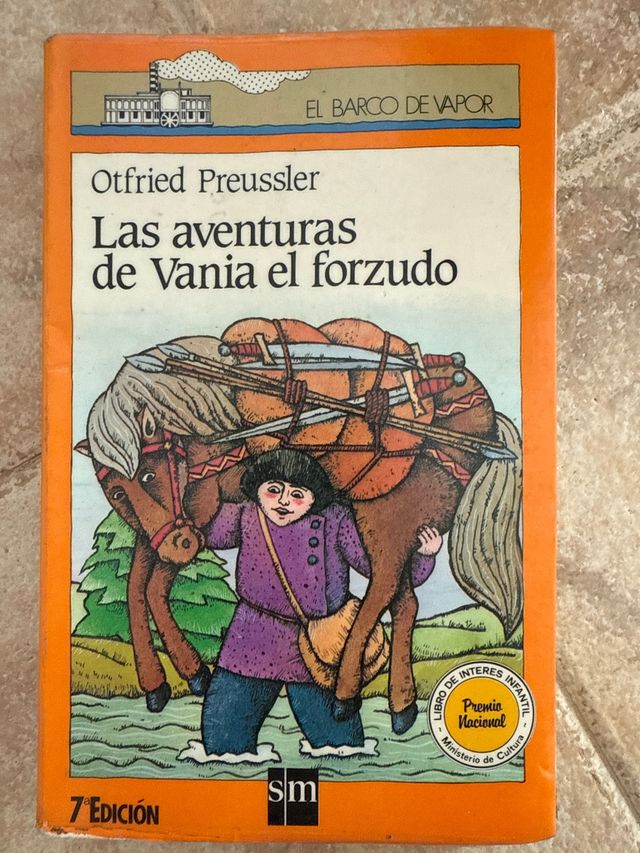 EL BARCO DE VAPOR
Otfried Preussler
Las aventuras
de Vania el forzudo
LIBRO DE INTERES INFANTIL
Premio
Nacional
- Ministerio de Cultura -
7ª EDICIÓN
sm